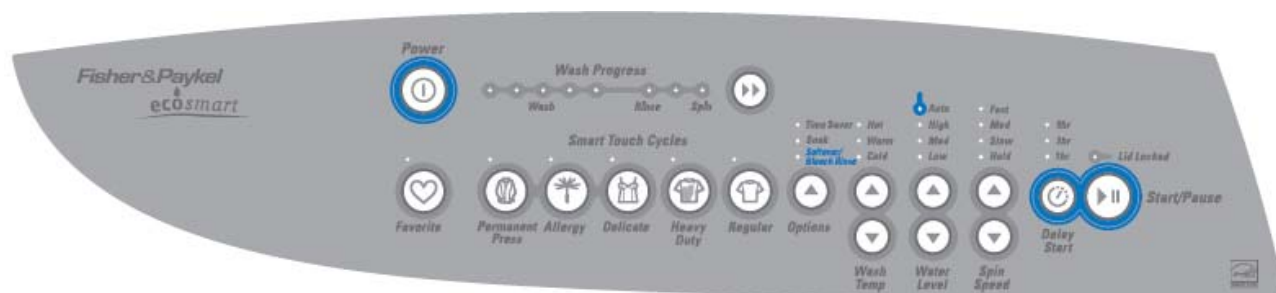 Power
Fisher&Paykel
ecosmart
Wash Progress
Wash
Rinse
Spin
Smart Touch Cycles
Time Saver
Soak
Softener/
Bleach Rinse
Hot
Warm
Cold
Auto
High
Med
Low
Fast
Med
Slow
Hold
9hr
3hr
1hr
Lid Locked
Favorite
Permanent
Press
Allergy
Delicate
Heavy
Duty
Regular
Options
Wash
Temp
Water
Level
Spin
Speed
Delay
Start
Start/Pause